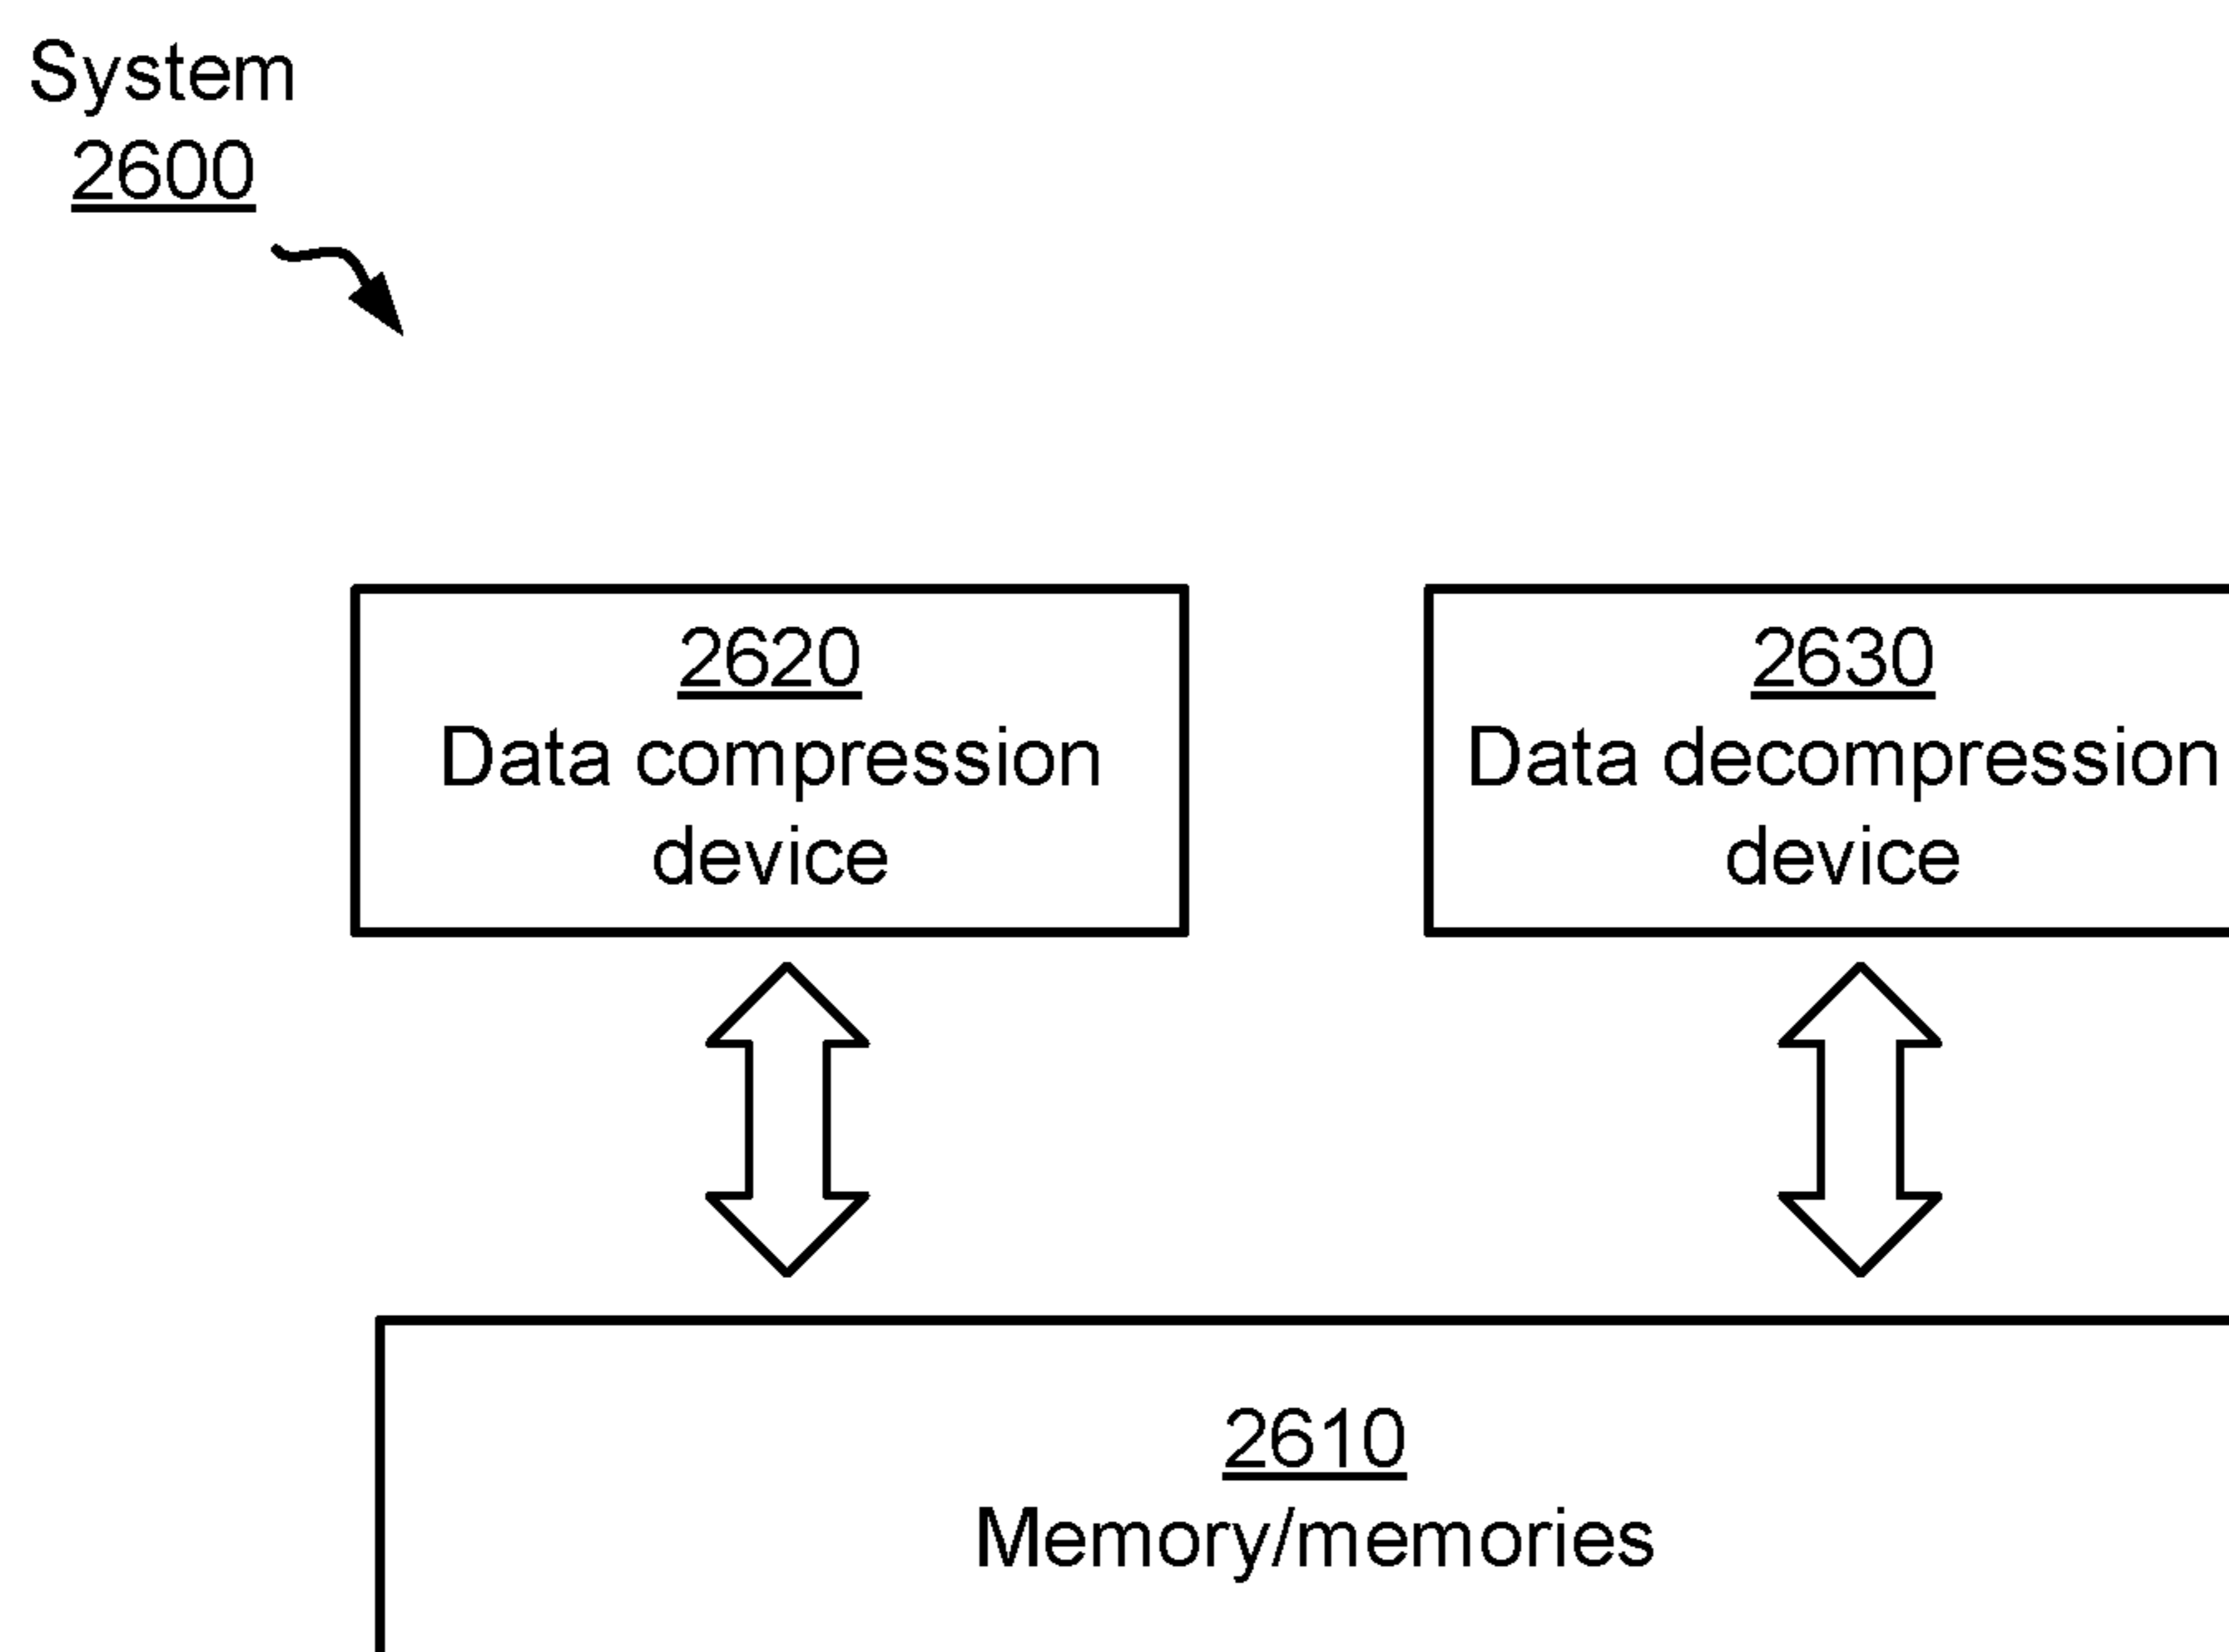 System
2600
2620
Data compression
device
2630
Data decompression
device
2610
Memory/memories